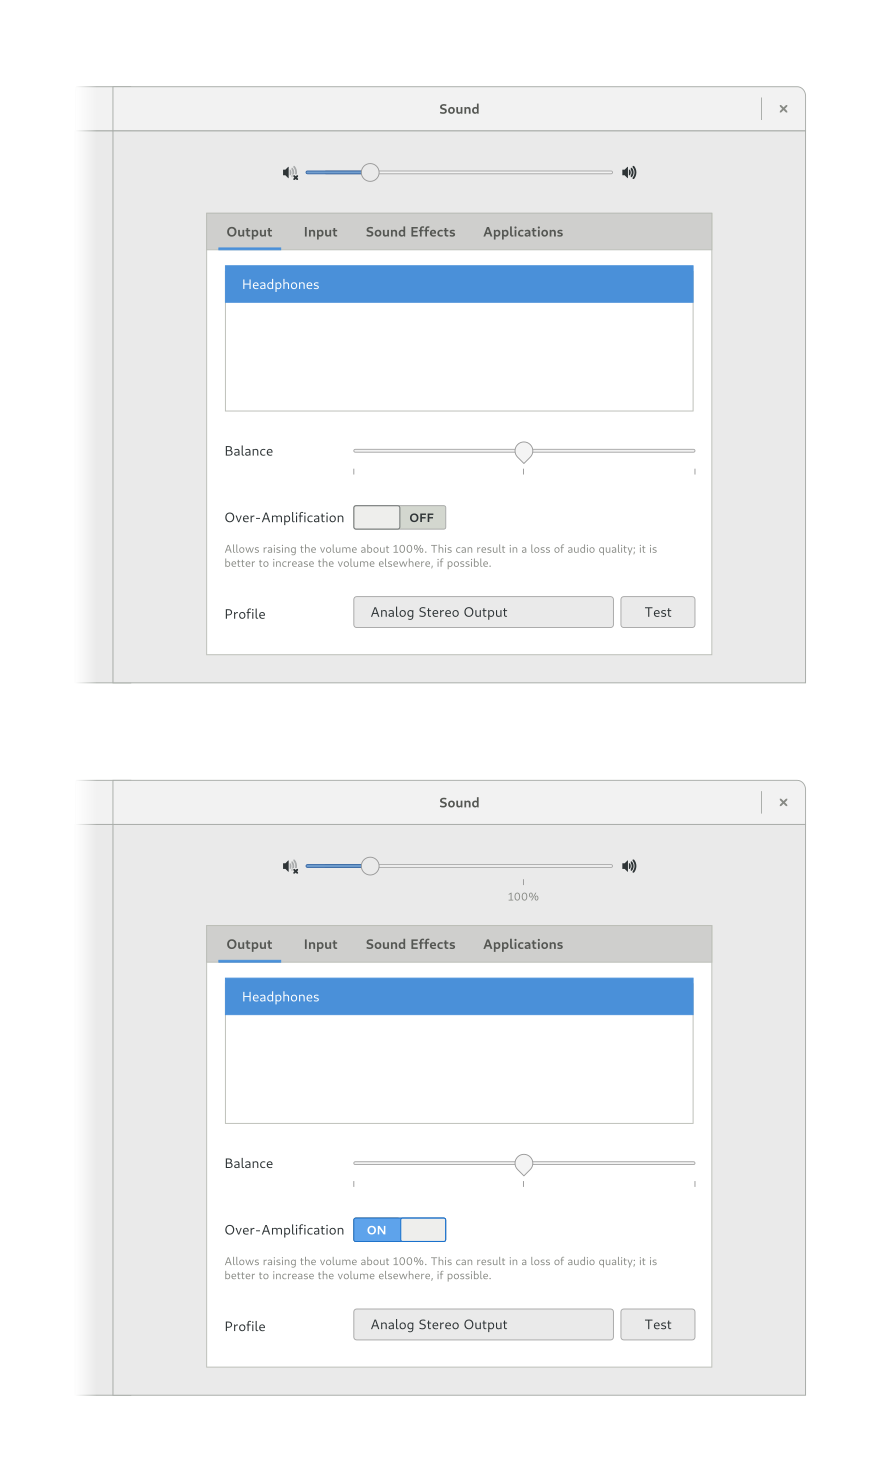 Sound
Output Input Sound Effects Applications
Headphones
Balance
Over-Amplification OFF
Allows raising the volume about 100%. This can result in a loss of audio quality; it is
better to increase the volume elsewhere, if possible.
Profile Analog Stereo Output Test
Sound
100%
Output Input Sound Effects Applications
Headphones
Balance
Over-Amplification ON
Allows raising the volume about 100%. This can result in a loss of audio quality; it is
better to increase the volume elsewhere, if possible.
Profile Analog Stereo Output Test